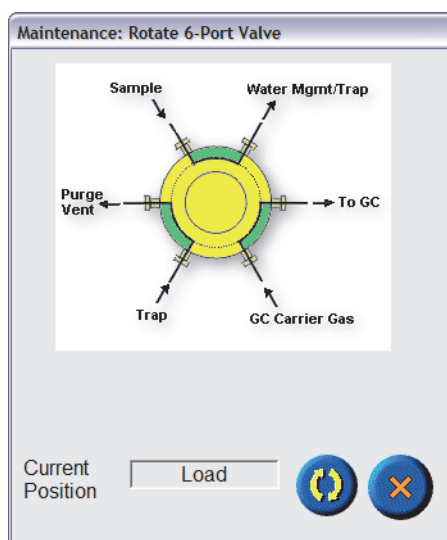 Maintenance: Rotate 6-Port Valve
Sample
Water Mgmt/Trap
Purge
Vent
To GC
Trap
GC Carrier Gas
Current
Position
Load